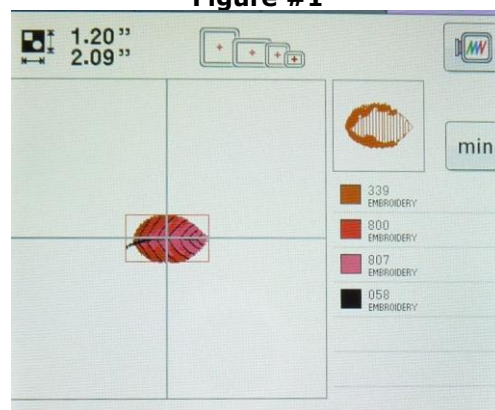 Figure #1
1.20"
2.09"
min
339
EMBROIDERY
800
EMBROIDERY
807
EMBROIDERY
058
EMBROIDERY